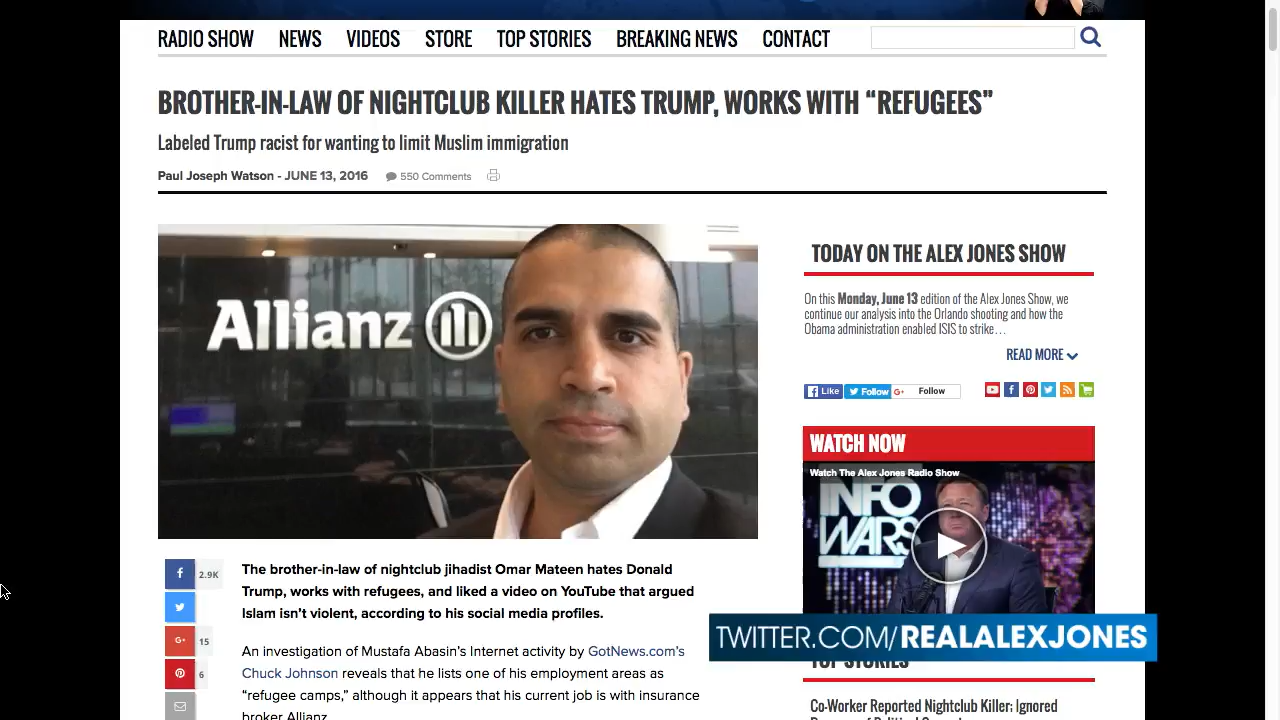 RADIO SHOW NEWS VIDEOS STORE TOP STORIES BREAKING NEWS CONTACT
BROTHER-IN-LAW OF NIGHTCLUB KILLER HATES TRUMP, WORKS WITH “REFUGEES”
Labeled Trump racist for wanting to limit Muslim immigration
Paul Joseph Watson - JUNE 13, 2016 550 Comments
Allianz
2.9K
15
6
The brother-in-law of nightclub jihadist Omar Mateen hates Donald
Trump, works with refugees, and liked a video on YouTube that argued
Islam isn’t violent, according to his social media profiles.
An investigation of Mustafa Abasin’s Internet activity by GotNews.com’s
Chuck Johnson reveals that he lists one of his employment areas as
“refugee camps,” although it appears that his current job is with insurance
broker Allianz
TODAY ON THE ALEX JONES SHOW
On this Monday, June 13 edition of the Alex Jones Show, we
continue our analysis into the Orlando shooting and how the
Obama administration enabled ISIS to strike…
READ MORE
Like Follow Follow
WATCH NOW
Watch The Alex Jones Radio Show
INFO
WARS
TWITTER.COM/REALALEXJONES
TOP STORIES
Co-Worker Reported Nightclub Killer; Ignored